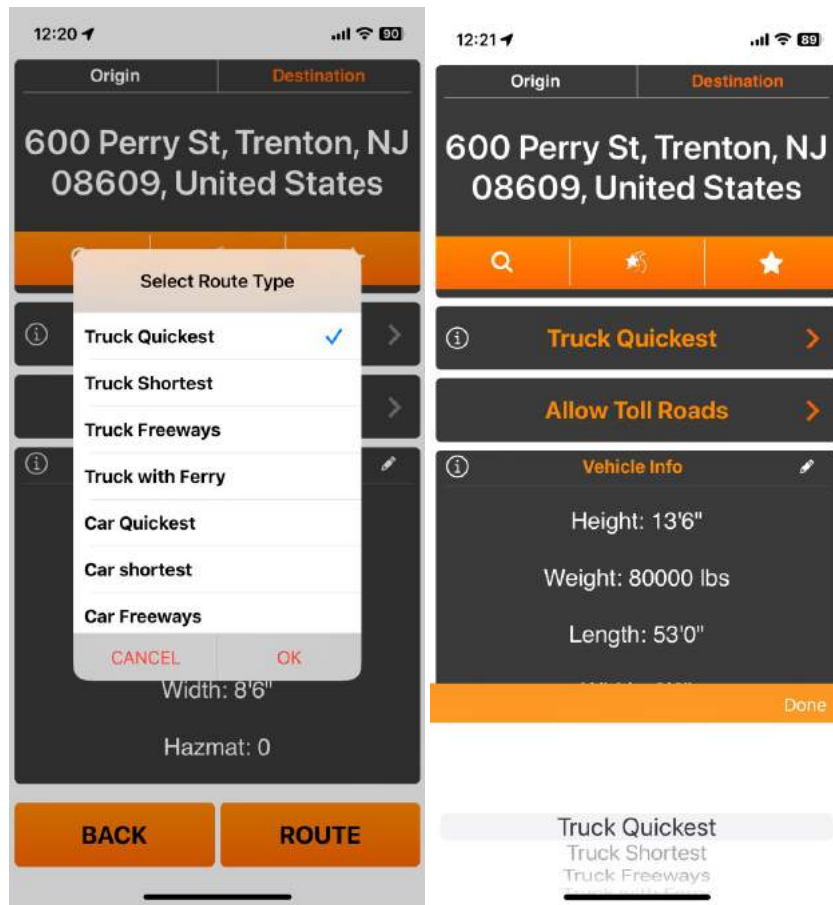 12:20
90
Origin
Destination
600 Perry St, Trenton, NJ
08609, United States
Select Route Type
Truck Quickest
Truck Shortest
Truck Freeways
Truck with Ferry
Car Quickest
Car shortest
Car Freeways
CANCEL
OK
Width: 8'6"
Hazmat: 0
BACK
ROUTE
12:21
89
Origin
Destination
600 Perry St, Trenton, NJ
08609, United States
Truck Quickest
Allow Toll Roads
Vehicle Info
Height: 13'6"
Weight: 80000 lbs
Length: 53'0"
Done
Truck Quickest
Truck Shortest
Truck Freeways